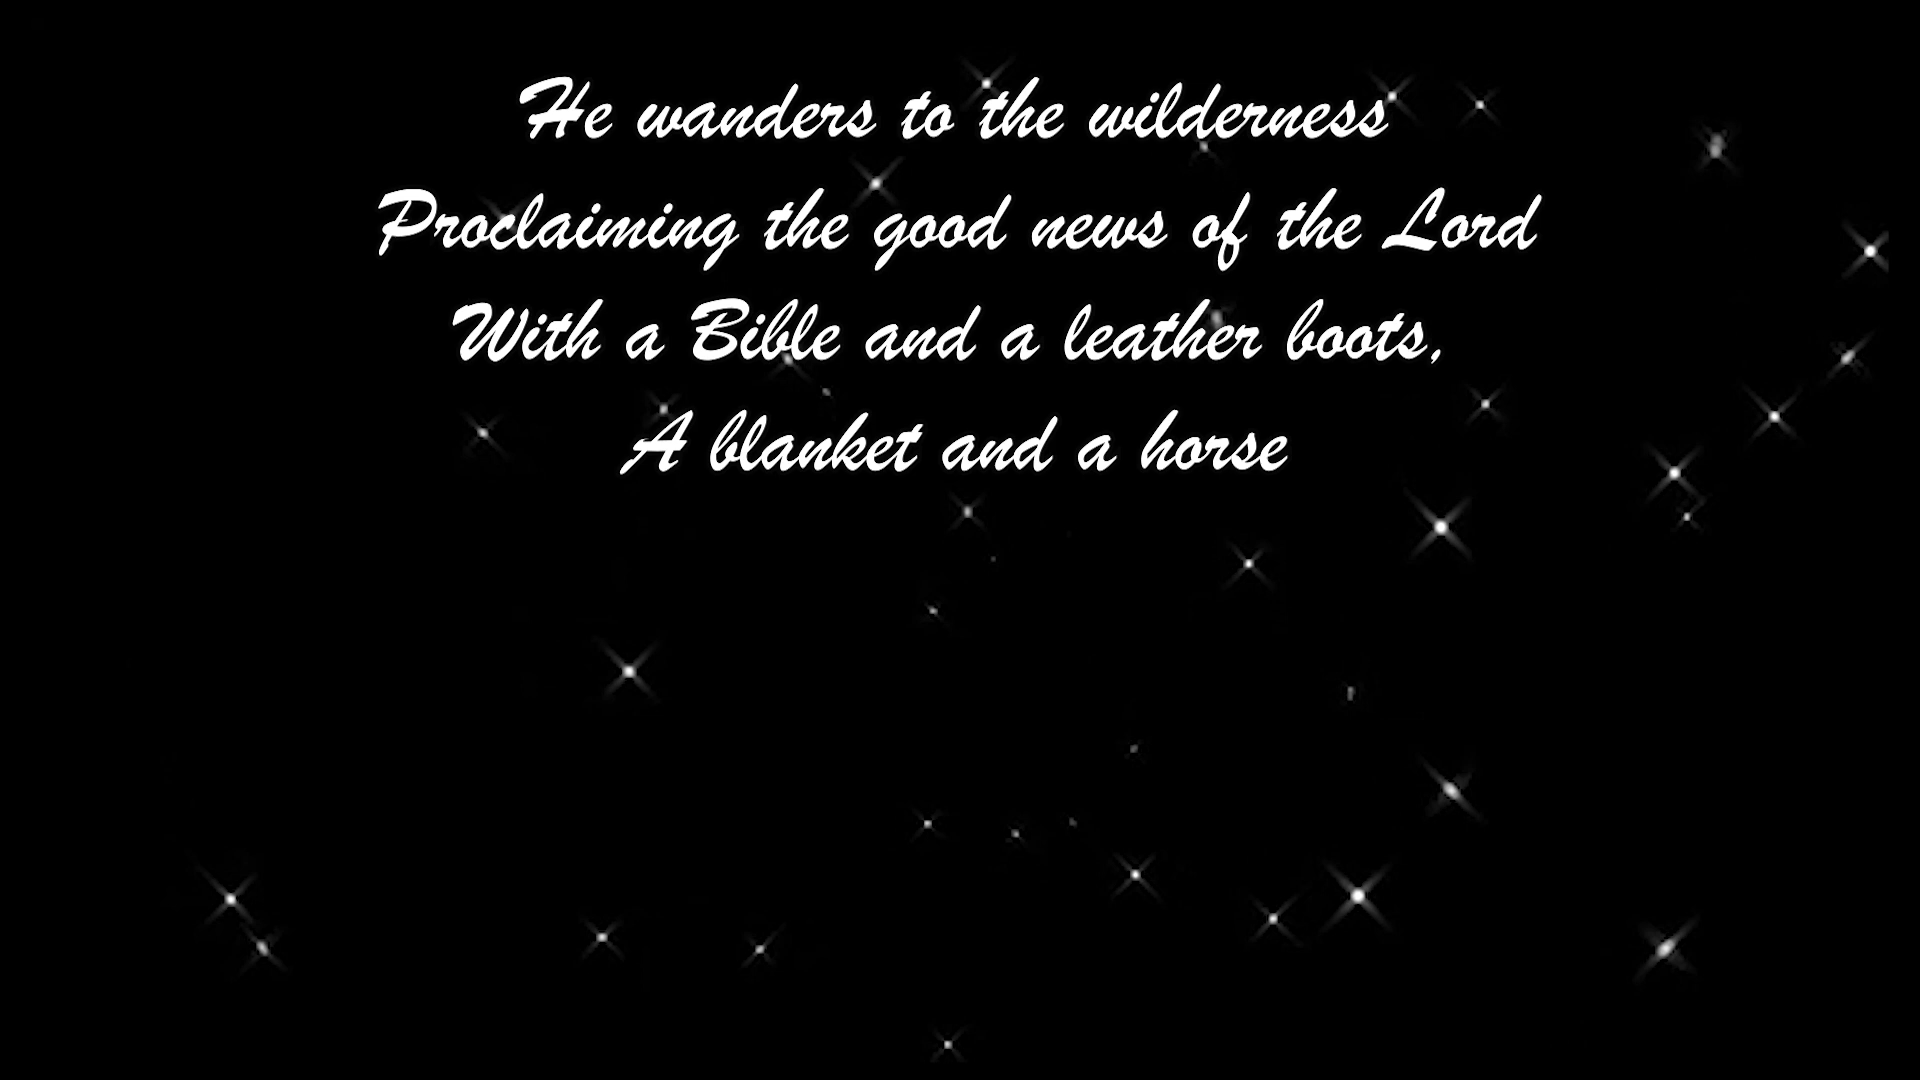 He wanders to the wilderness
Proclaiming the good news of the Lord
With a Bible and a leather boots,
A blanket and a horse